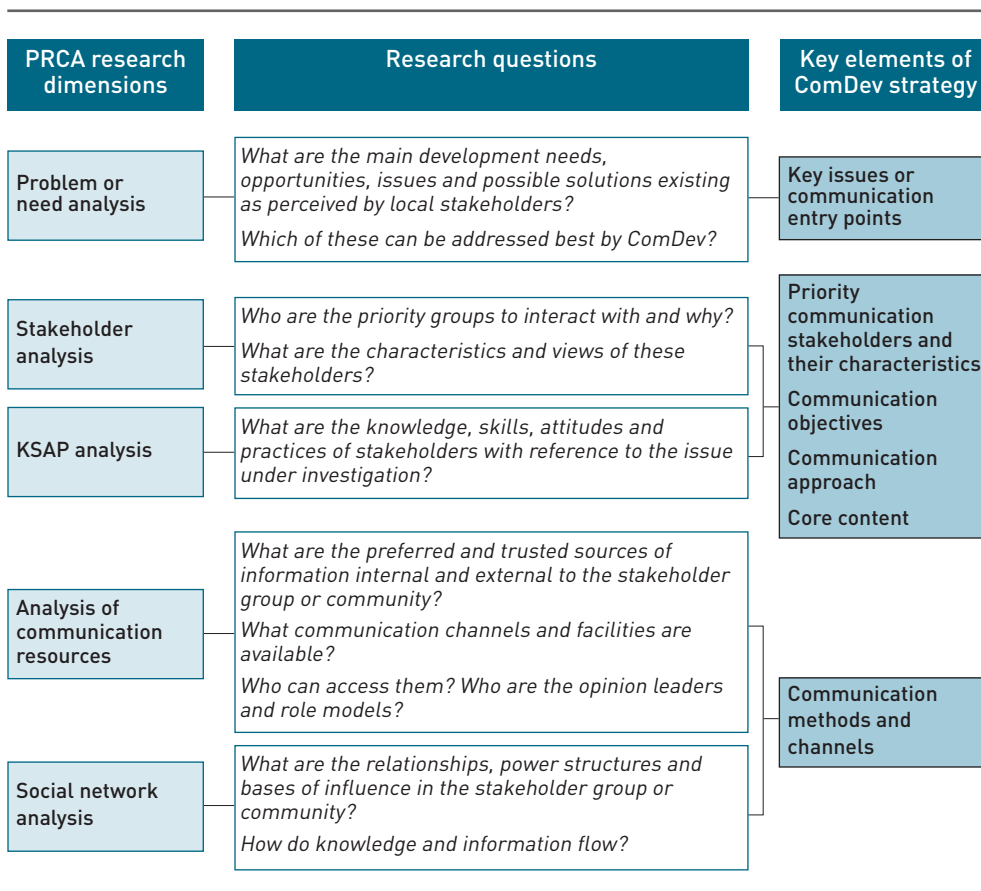 PRCA research
dimensions
Research questions
Key elements of
ComDev strategy
Problem or
need analysis
What are the main development needs,
opportunities, issues and possible solutions existing
as perceived by local stakeholders?
Which of these can be addressed best by ComDev?
Key issues or
communication
entry points
Stakeholder
analysis
Who are the priority groups to interact with and why?
What are the characteristics and views of these
stakeholders?
KSAP analysis
What are the knowledge, skills, attitudes and
practices of stakeholders with reference to the issue
under investigation?
Priority
communication
stakeholders and
their characteristics
Communication
objectives
Communication
approach
Core content
Analysis of
communication
resources
What are the preferred and trusted sources of
information internal and external to the stakeholder
group or community?
What communication channels and facilities are
available?
Who can access them? Who are the opinion leaders
and role models?
Social network
analysis
What are the relationships, power structures and
bases of influence in the stakeholder group or
community?
How do knowledge and information flow?
Communication
methods and
channels